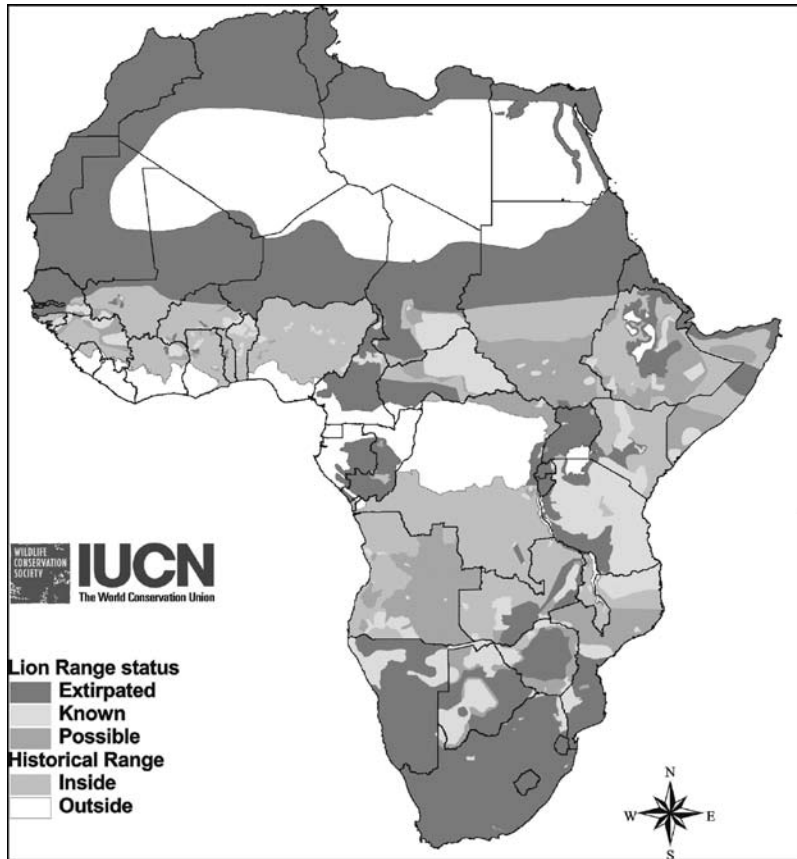 WILDLIFE
CONSERVATION
SOCIETY
IUCN
The World Conservation Union
Lion Range status
Extirpated
Known
Possible
Historical Range
Inside
Outside
N
W E
S